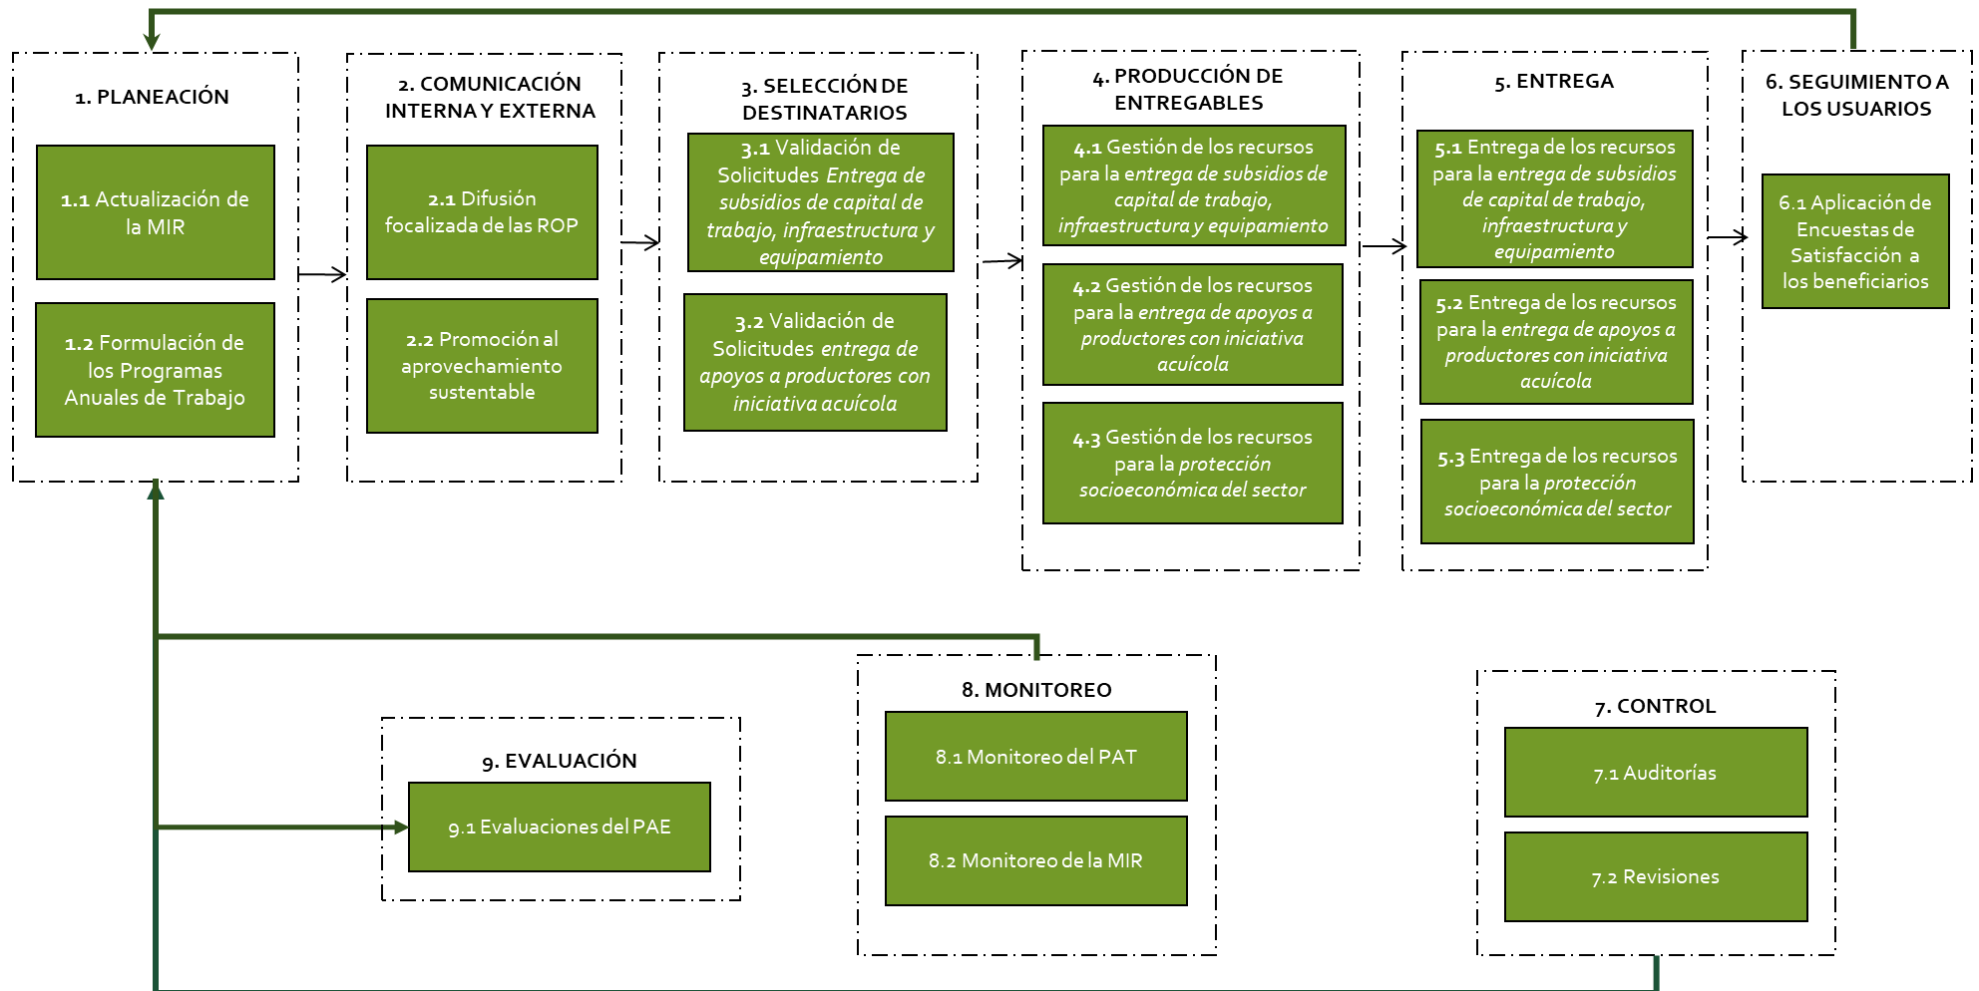 1. PLANEACIÓN
1.1 Actualización de
la MIR
1.2 Formulación de
los Programas
Anuales de Trabajo
2. COMUNICACIÓN
INTERNA Y EXTERNA
2.1 Difusión
focalizada de las ROP
2.2 Promoción al
aprovechamiento
sustentable
3. SELECCIÓN DE
DESTINATARIOS
3.1 Validación de
Solicitudes Entrega de
subsidios de capital de
trabajo, infraestructura y
equipamiento
3.2 Validación de
Solicitudes entrega de
apoyos a productores con
iniciativa acuícola
4. PRODUCCIÓN DE
ENTREGABLES
4.1 Gestión de los recursos
para la entrega de subsidios de
capital de trabajo,
infraestructura y equipamiento
4.2 Gestión de los recursos
para la entrega de apoyos a
productores con iniciativa
acuícola
4.3 Gestión de los recursos
para la protección
socioeconómica del sector
5. ENTREGA
5.1 Entrega de los recursos
para la entrega de subsidios
de capital de trabajo,
infraestructura y
equipamiento
5.2 Entrega de los recursos
para la entrega de apoyos a
productores con iniciativa
acuícola
5.3 Entrega de los recursos
para la protección
socioeconómica del sector
6. SEGUIMIENTO A
LOS USUARIOS
6.1 Aplicación de
Encuestas de
Satisfacción a
los beneficiarios
9. EVALUACIÓN
9.1 Evaluaciones del PAE
8. MONITOREO
8.1 Monitoreo del PAT
8.2 Monitoreo de la MIR
7. CONTROL
7.1 Auditorías
7.2 Revisiones